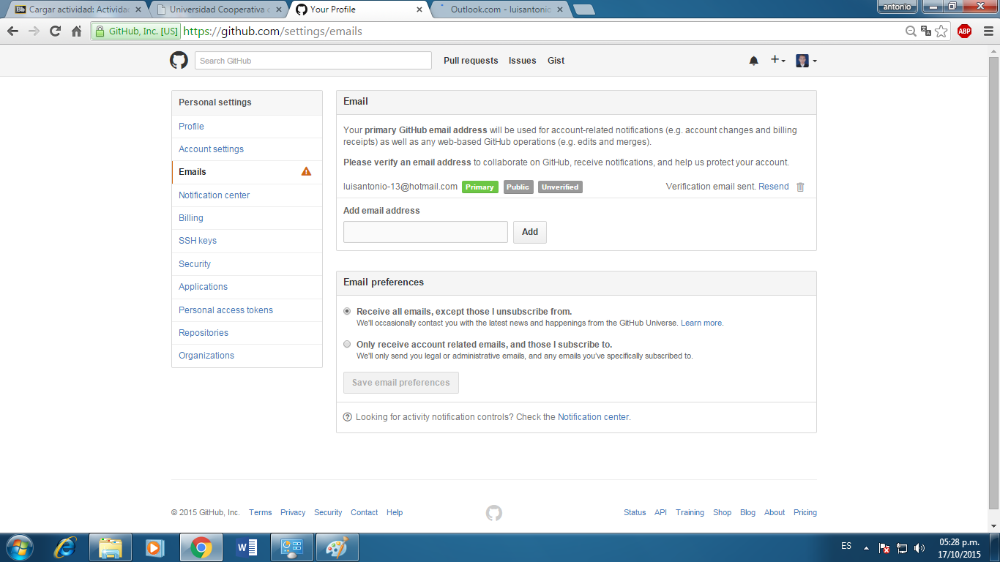 Bb Cargar actividad: Actividad
Universidad Cooperativa d
Your Profile
Outlook.com - luisantonio
antonio
GitHub, Inc. [US] https://github.com/settings/emails
ABP
Search GitHub
Pull requests Issues Gist
Personal settings
Profile
Account settings
Emails
Notification center
Billing
SSH keys
Security
Applications
Personal access tokens
Repositories
Organizations
Email
Your primary GitHub email address will be used for account-related notifications (e.g. account changes and billing
receipts) as well as any web-based GitHub operations (e.g. edits and merges).
Please verify an email address to collaborate on GitHub, receive notifications, and help us protect your account.
luisantonio-13@hotmail.com Primary Public Unverified Verification email sent. Resend
Add email address
Add
Email preferences
Receive all emails, except those I unsubscribe from.
We'll occasionally contact you with the latest news and happenings from the GitHub Universe. Learn more.
Only receive account related emails, and those I subscribe to.
We'll only send you legal or administrative emails, and any emails you've specifically subscribed to.
Save email preferences
Looking for activity notification controls? Check the Notification center.
© 2015 GitHub, Inc. Terms Privacy Security Contact Help
Status API Training Shop Blog About Pricing
ES
05:28 p.m.
17/10/2015